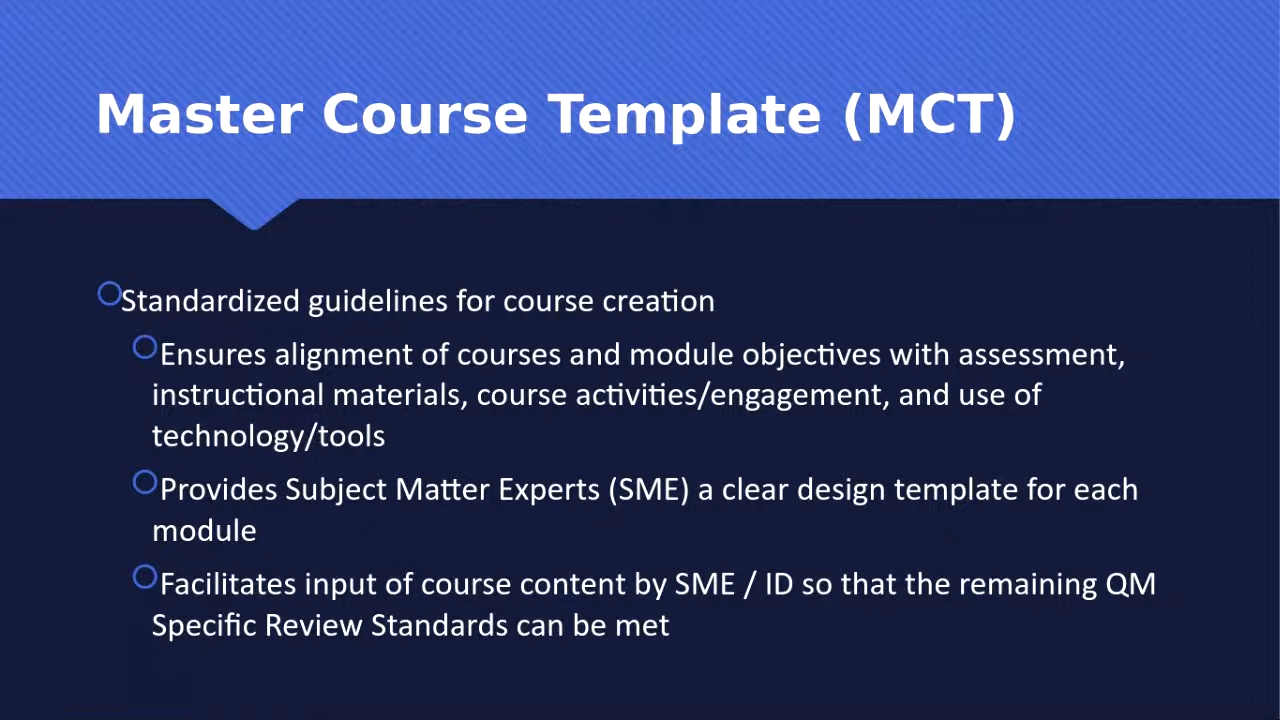 Master Course Template (MCT)
Standardized guidelines for course creation
Ensures alignment of courses and module objectives with assessment,
instructional materials, course activities/engagement, and use of
technology/tools
Provides Subject Matter Experts (SME) a clear design template for each
module
Facilitates input of course content by SME / ID so that the remaining QM
Specific Review Standards can be met